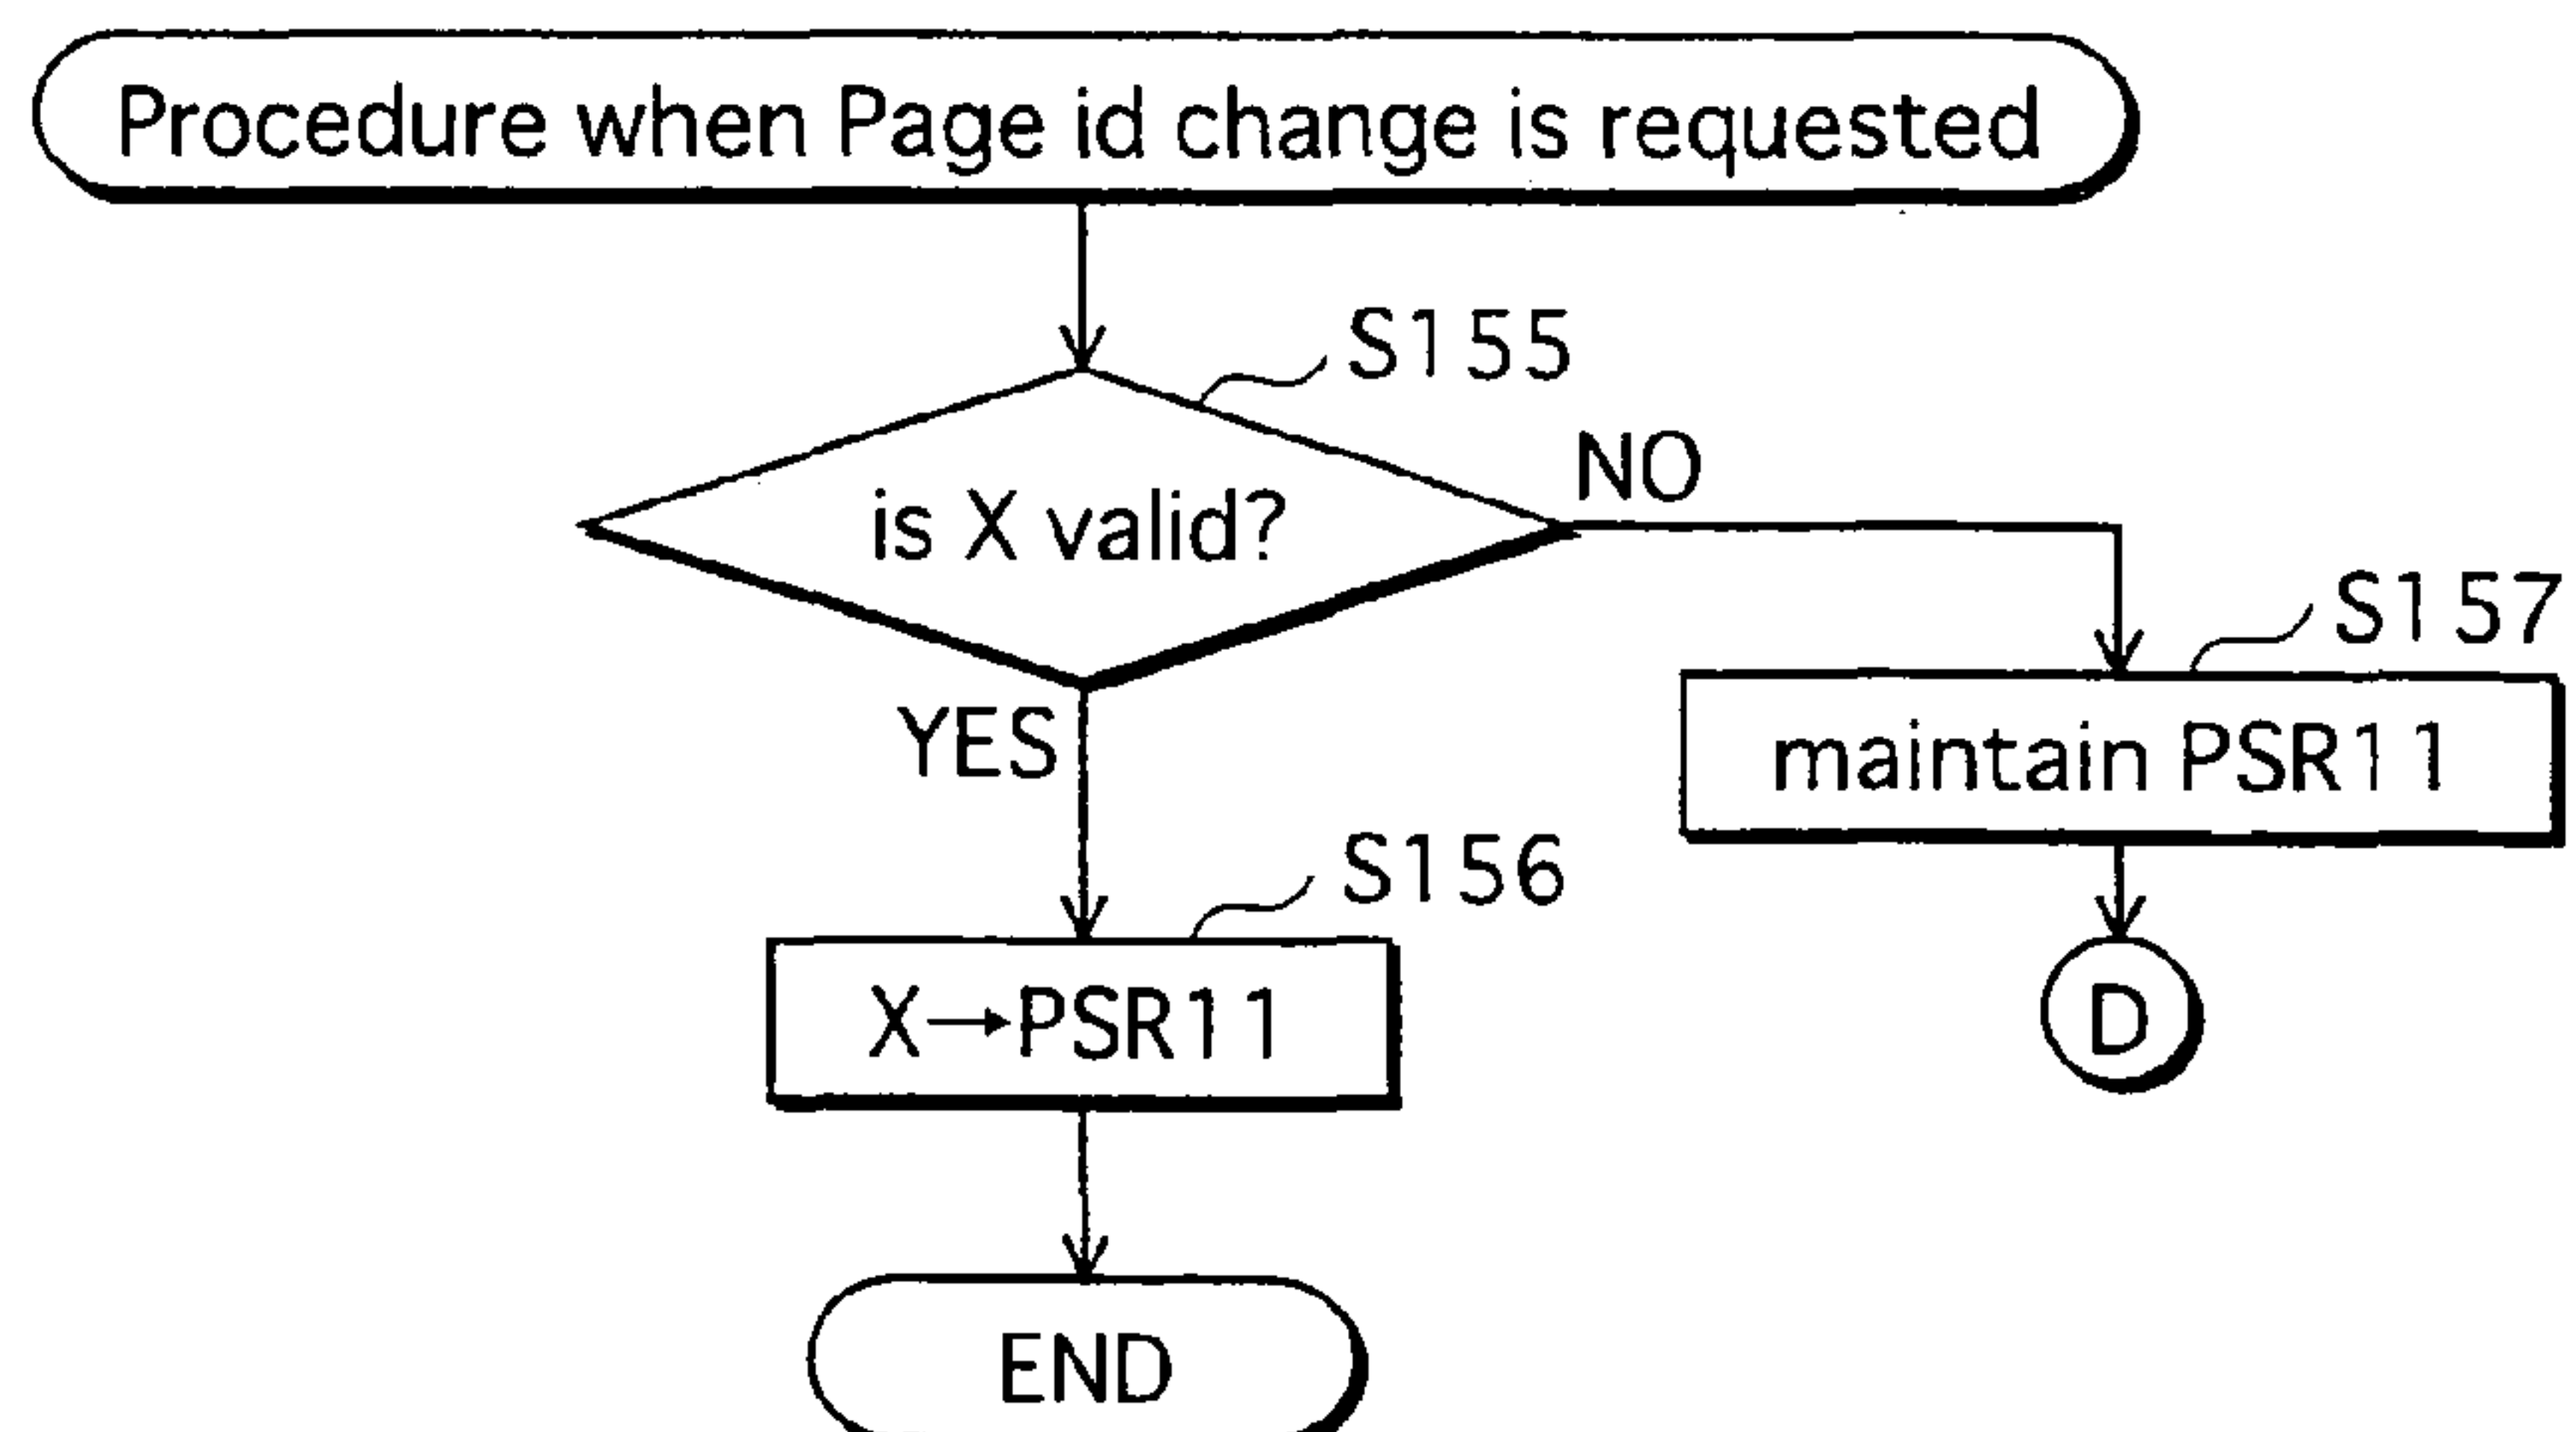 Procedure when Page id change is requested
S155
is X valid?
NO
S157
YES
maintain PSR11
S156
X→PSR11
D
END